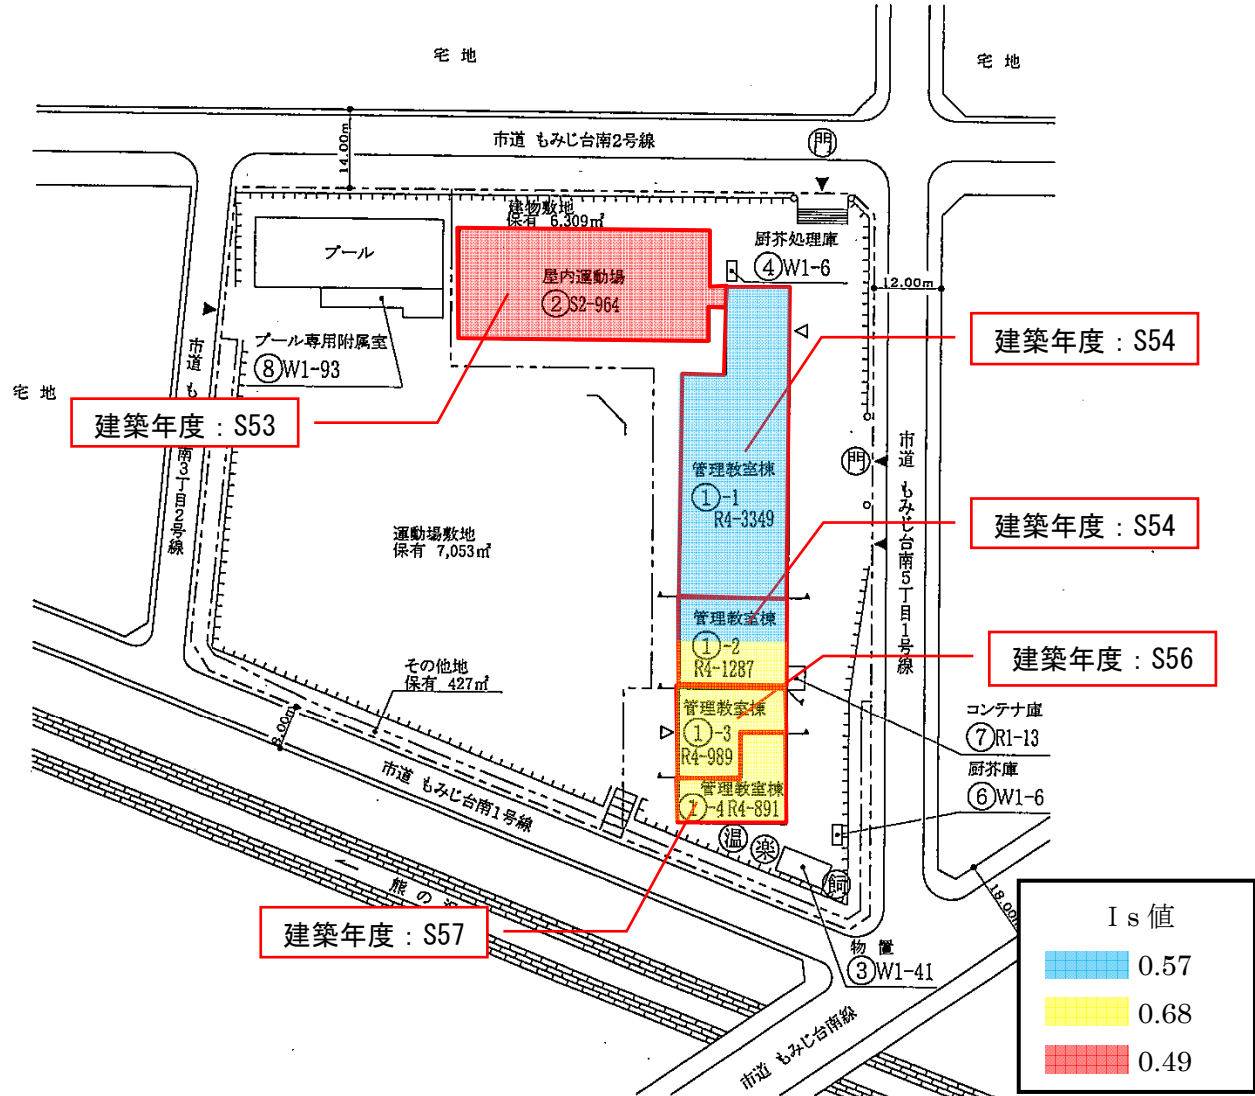 宅 地
宅 地
市道 もみじ台南2号線
門
14.00m
建物敷地
保有 6,309㎡
プール
屋内運動場
②S2-964
厨芥処理庫
④W1-6
12.00m
プール専用附属室
⑧W1-93
宅 地
市道 も
南3丁目2号線
建築年度：S53
建築年度：S54
管理教室棟
①-1
R4-3349
門
市道 もみじ台南5丁目1号線
運動場敷地
保有 7,053㎡
建築年度：S54
管理教室棟
①-2
R4-1287
建築年度：S56
その他地
保有 427㎡
管理教室棟
①-3
R4-989
コンテナ庫
⑦R1-13
厨芥庫
⑥W1-6
8.00m
市道 もみじ台南1号線
管理教室棟
①-4R4-891
温
楽
飼
熊 の
建築年度：S57
物 置
③W1-41
18.00m
市道 もみじ台南線
Ｉｓ値
0.57
0.68
0.49